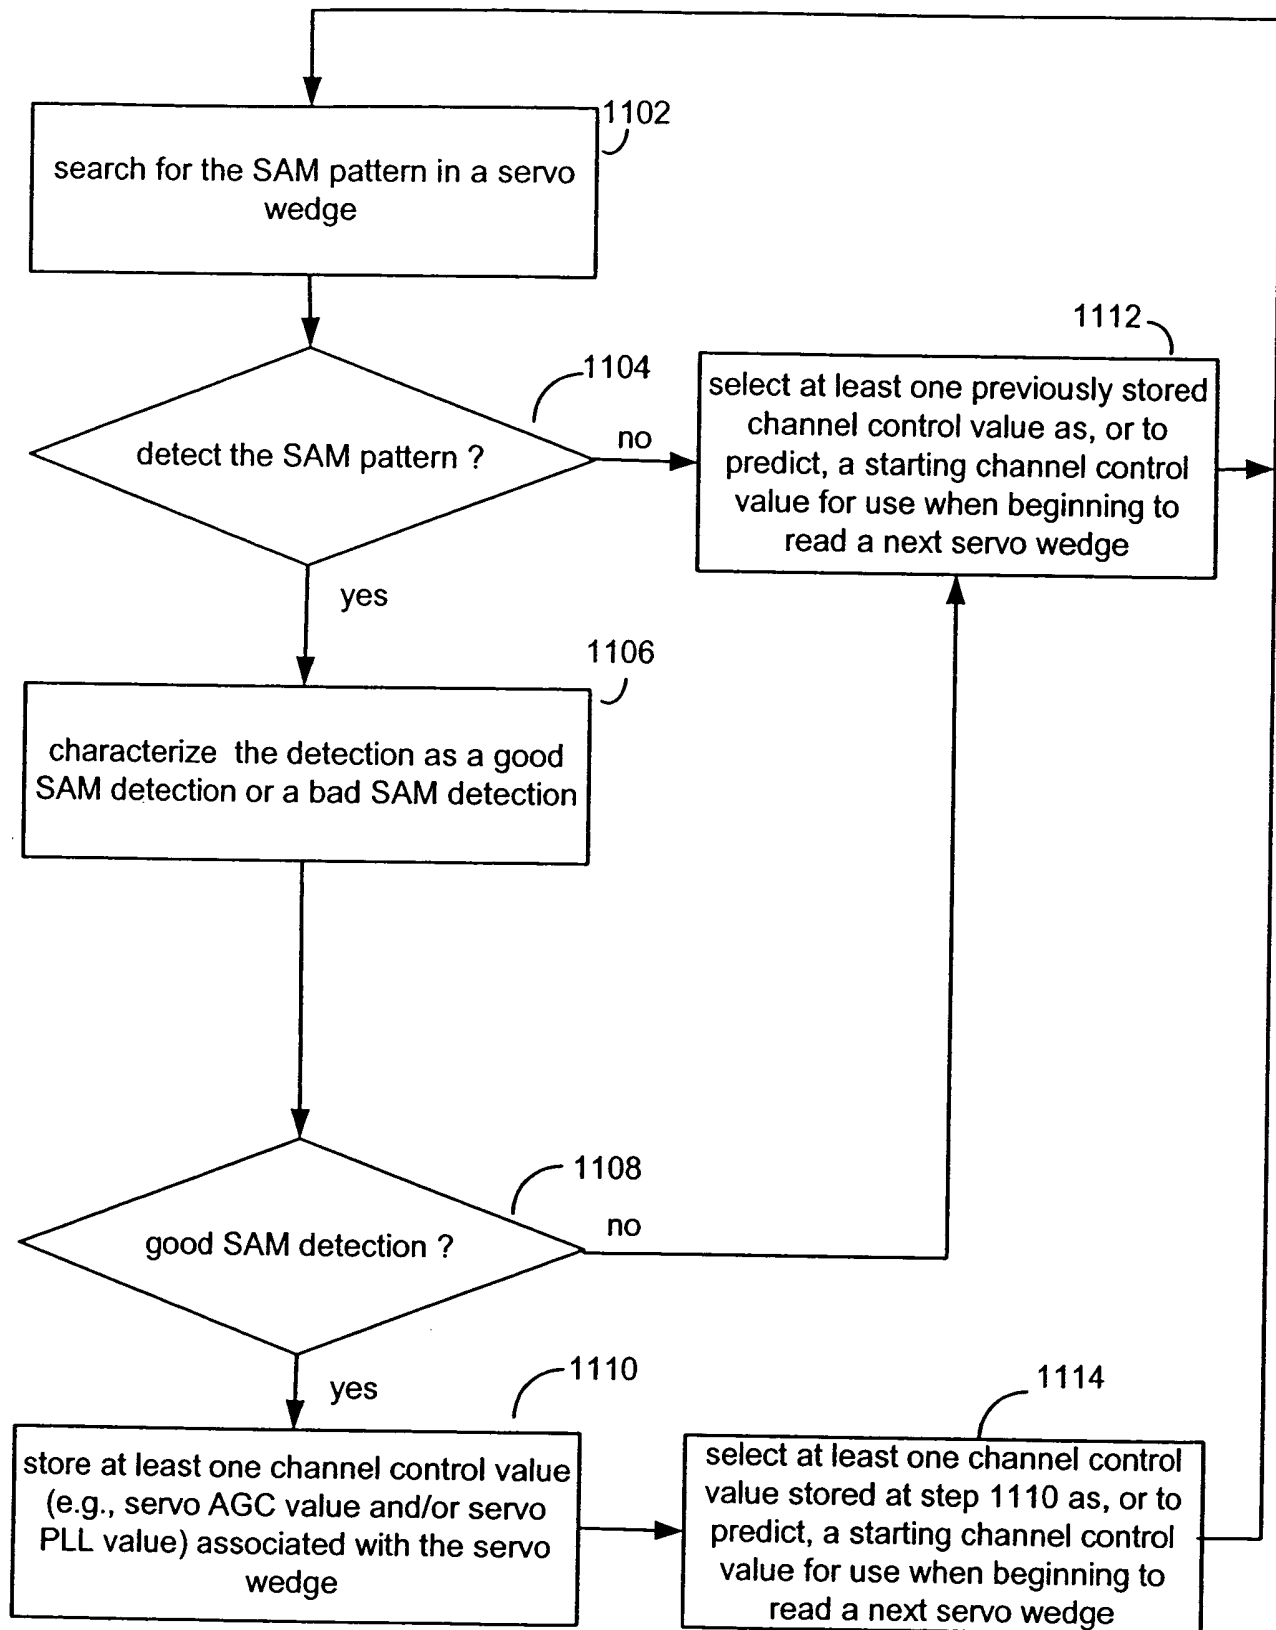 1102
search for the SAM pattern in a servo
wedge
1104
detect the SAM pattern ?
no
yes
1112
select at least one previously stored
channel control value as, or to
predict, a starting channel control
value for use when beginning to
read a next servo wedge
1106
characterize the detection as a good
SAM detection or a bad SAM detection
1108
good SAM detection ?
no
yes
1110
store at least one channel control value
(e.g., servo AGC value and/or servo
PLL value) associated with the servo
wedge
1114
select at least one channel control
value stored at step 1110 as, or to
predict, a starting channel control
value for use when beginning to
read a next servo wedge